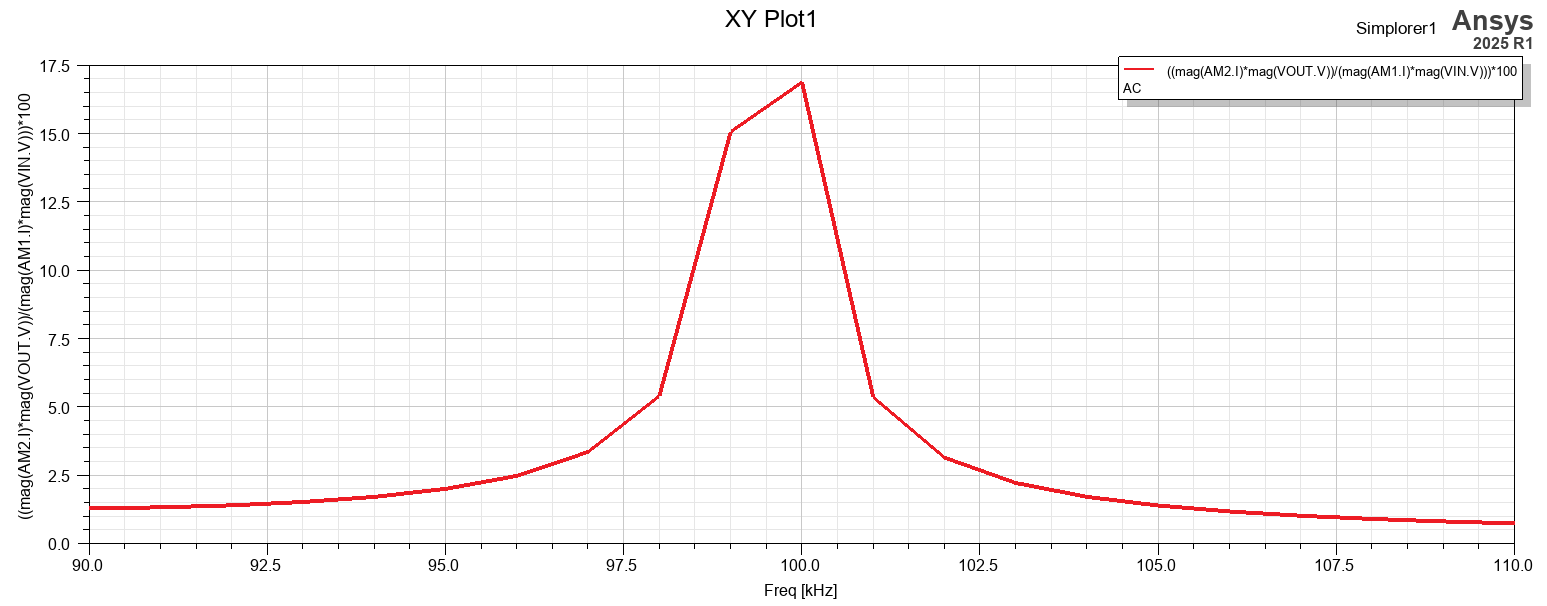 XY Plot1
Simplorer1
Ansys
2025 R1
((mag(AM2.I)*mag(VOUT.V))/(mag(AM1.I)*mag(VIN.V)))*100
AC
((mag(AM2.I)*mag(VOUT.V))/(mag(AM1.I)*mag(VIN.V)))*100
17.5
15.0
12.5
10.0
7.5
5.0
2.5
0.0
90.0 92.5 95.0 97.5 100.0 102.5 105.0 107.5 110.0
Freq [kHz]